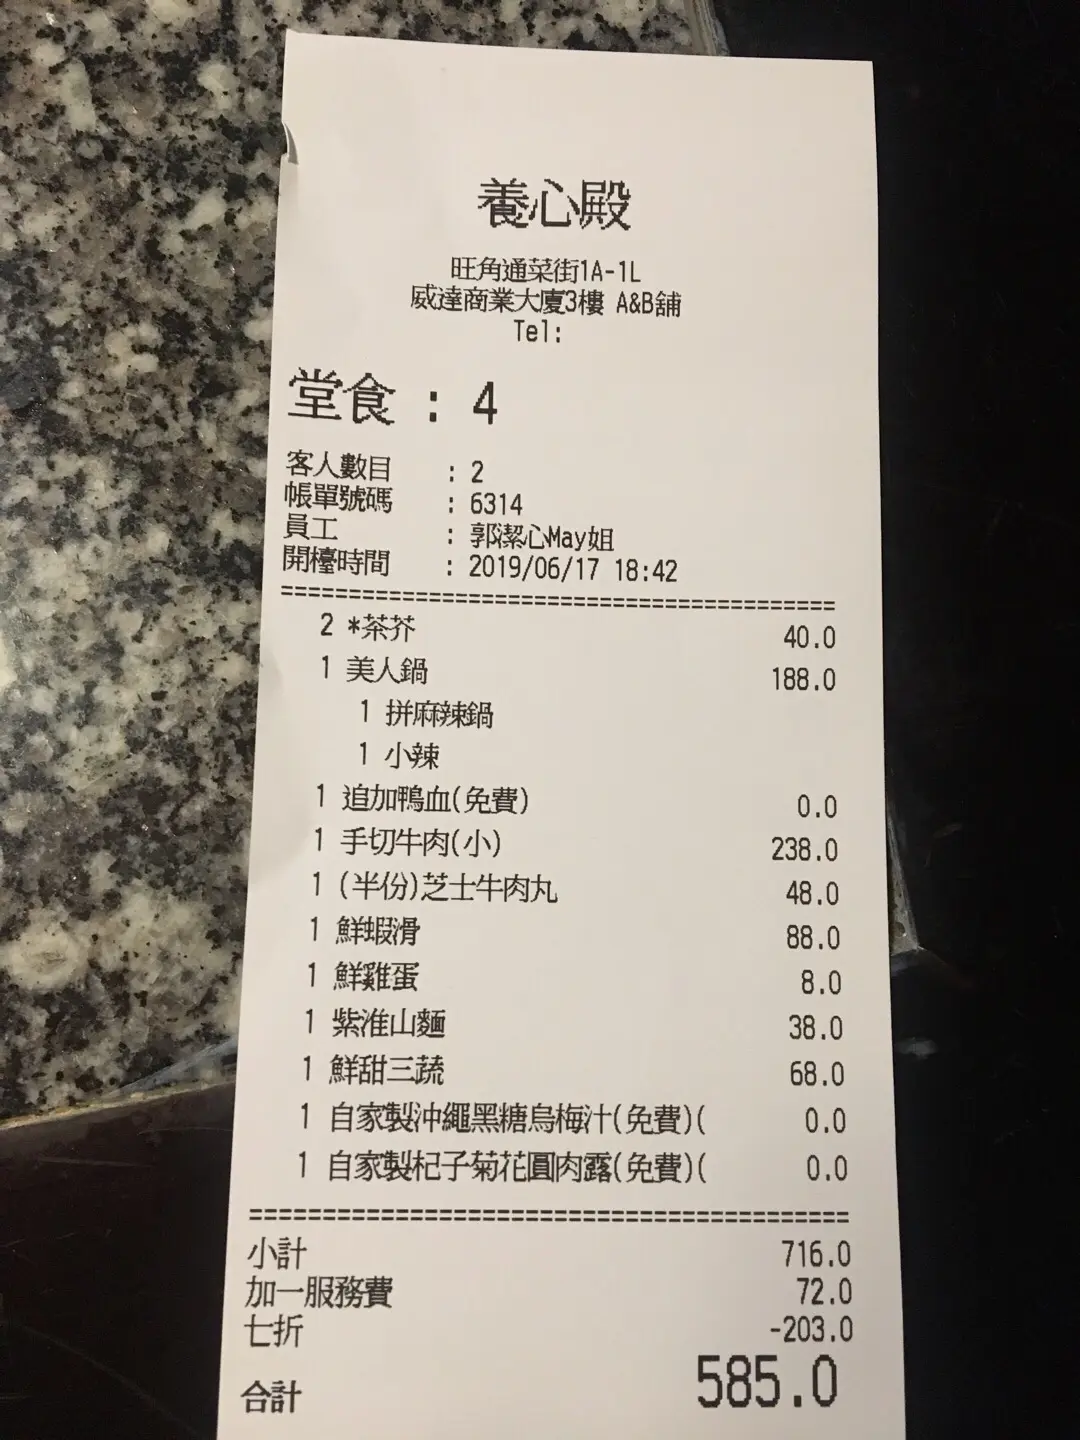 養心殿
旺角通菜街1A-1L
威達商業大廈3樓 A&B舖
Tel:
堂食 : 4
客人數目 : 2
帳單號碼 : 6314
員工 : 郭潔心May姐
開檯時間 : 2019/06/17 18:42
==========================================
2 *茶芥 40.0
1 美人鍋 188.0
1 拼麻辣鍋
1 小辣
1 追加鴨血(免費) 0.0
1 手切牛肉(小) 238.0
1 (半份)芝士牛肉丸 48.0
1 鮮蝦滑 88.0
1 鮮雞蛋 8.0
1 紫淮山麵 38.0
1 鮮甜三蔬 68.0
1 自家製沖繩黑糖烏梅汁(免費)( 0.0
1 自家製杞子菊花圓肉露(免費)( 0.0
==========================================
小計 716.0
加一服務費 72.0
七折 -203.0
合計 585.0